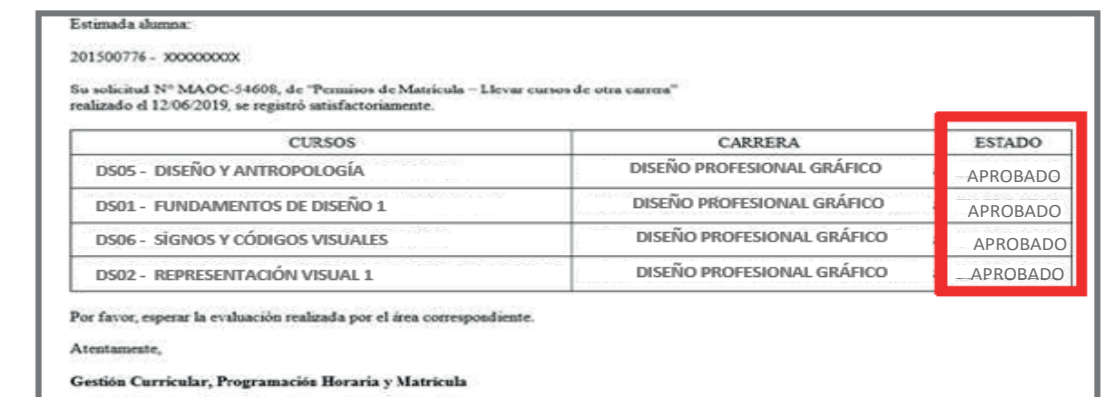 Estimada alumna:
201500776 - XXXXXXXXX
Su solicitud N° MAOC-54608, de "Permisos de Matrícula – Llevar cursos de otra carrera"
realizado el 12/06/2019, se registró satisfactoriamente.
CURSOS CARRERA ESTADO
DS05 - DISEÑO Y ANTROPOLOGÍA DISEÑO PROFESIONAL GRÁFICO APROBADO
DS01 - FUNDAMENTOS DE DISEÑO 1 DISEÑO PROFESIONAL GRÁFICO APROBADO
DS06 - SIGNOS Y CÓDIGOS VISUALES DISEÑO PROFESIONAL GRÁFICO APROBADO
DS02 - REPRESENTACIÓN VISUAL 1 DISEÑO PROFESIONAL GRÁFICO APROBADO
Por favor, esperar la evaluación realizada por el área correspondiente.
Atentamente,
Gestión Curricular, Programación Horaria y Matrícula